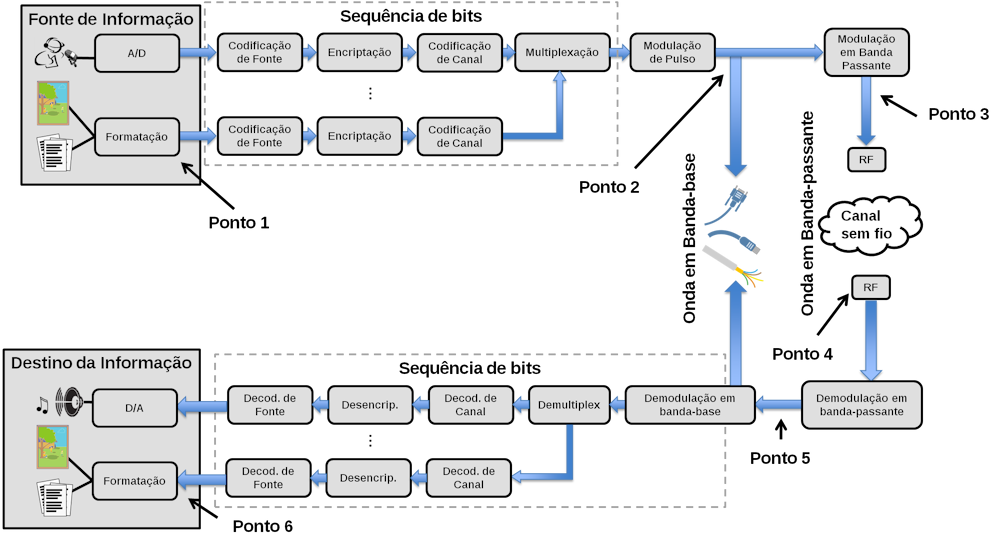 Fonte de Informação
Sequência de bits
A/D
Codificação
de Fonte
Encriptação
Codificação
de Canal
Multiplexação
Modulação
de Pulso
Modulação
em Banda
Passante
Formatação
Codificação
de Fonte
Encriptação
Codificação
de Canal
...
Ponto 1
Ponto 2
Ponto 3
RF
Onda em Banda-base
Onda em Banda-passante
Canal
sem fio
RF
Ponto 4
Destino da Informação
Sequência de bits
D/A
Decod. de
Fonte
Desencrip.
Decod. de
Canal
Demultiplex
Demodulação em
banda-base
Demodulação em
banda-passante
...
Ponto 5
Formatação
Decod. de
Fonte
Desencrip.
Decod. de
Canal
Ponto 6